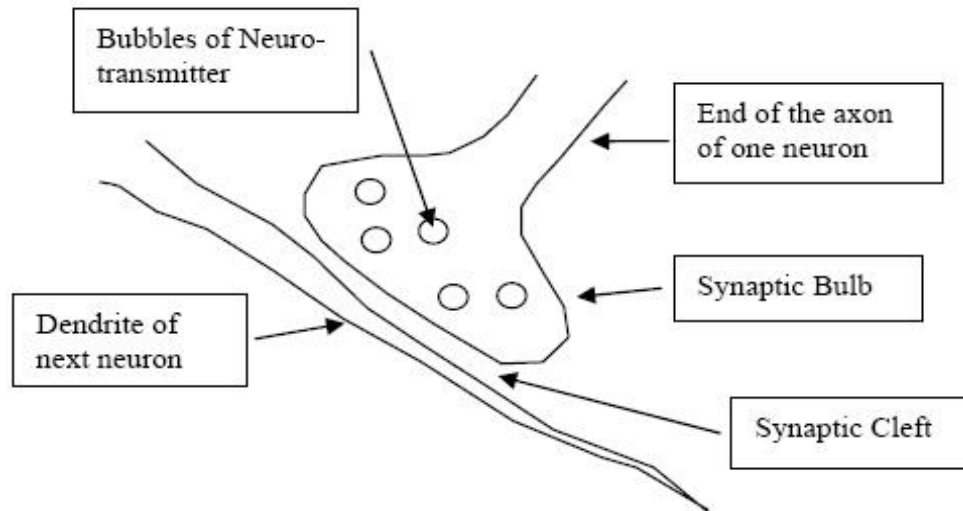 Bubbles of Neuro-
transmitter
End of the axon
of one neuron
Synaptic Bulb
Dendrite of
next neuron
Synaptic Cleft